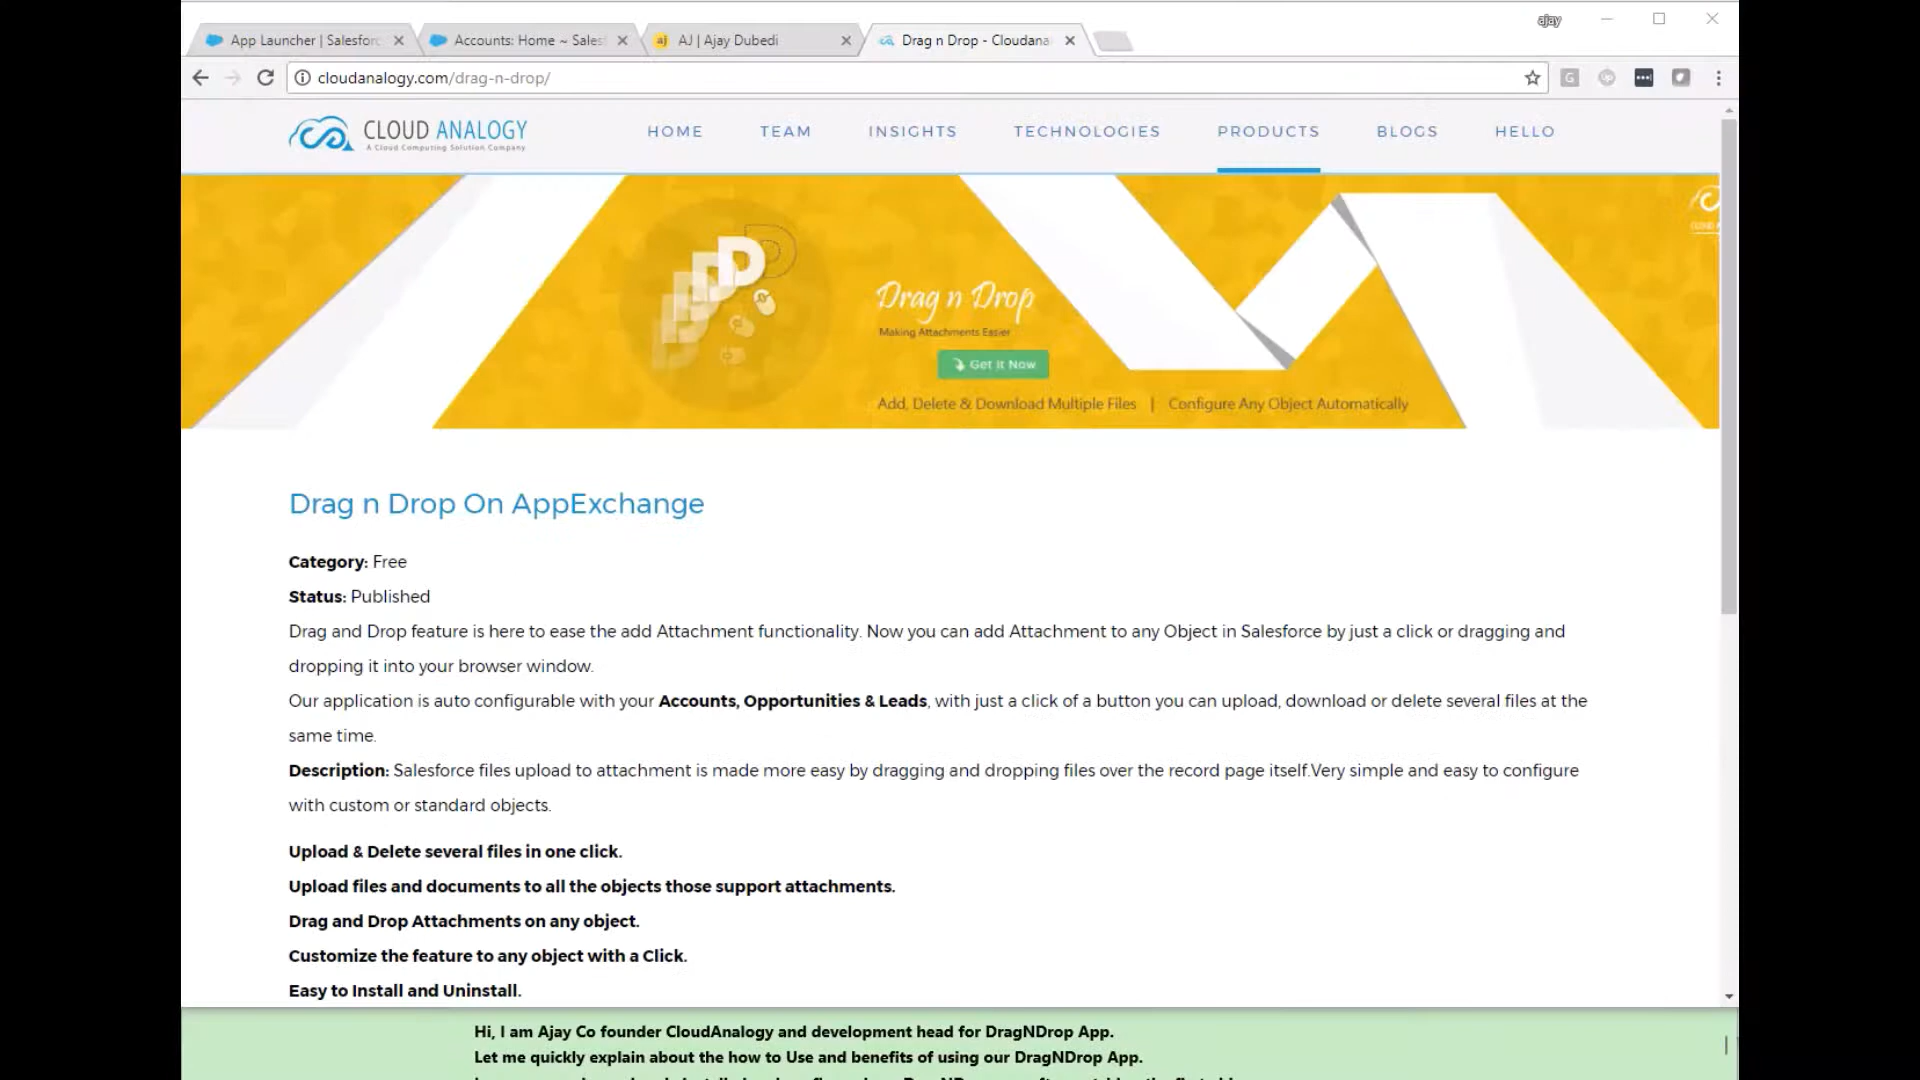 ajay
App Launcher | Salesforc
Accounts: Home ~ Sales
aj AJ | Ajay Dubedi
Drag n Drop - Cloudana
cloudanalogy.com/drag-n-drop/
CLOUD ANALOGY
A Cloud Computing Solution Company
HOME TEAM INSIGHTS TECHNOLOGIES PRODUCTS BLOGS HELLO
Drag n Drop
Making Attachments Easier
Get It Now
Add, Delete & Download Multiple Files | Configure Any Object Automatically
Drag n Drop On AppExchange
Category: Free
Status: Published
Drag and Drop feature is here to ease the add Attachment functionality. Now you can add Attachment to any Object in Salesforce by just a click or dragging and
dropping it into your browser window.
Our application is auto configurable with your Accounts, Opportunities & Leads, with just a click of a button you can upload, download or delete several files at the
same time.
Description: Salesforce files upload to attachment is made more easy by dragging and dropping files over the record page itself.Very simple and easy to configure
with custom or standard objects.
Upload & Delete several files in one click.
Upload files and documents to all the objects those support attachments.
Drag and Drop Attachments on any object.
Customize the feature to any object with a Click.
Easy to Install and Uninstall.
Hi, I am Ajay Co founder CloudAnalogy and development head for DragNDrop App.
Let me quickly explain about the how to Use and benefits of using our DragNDrop App.